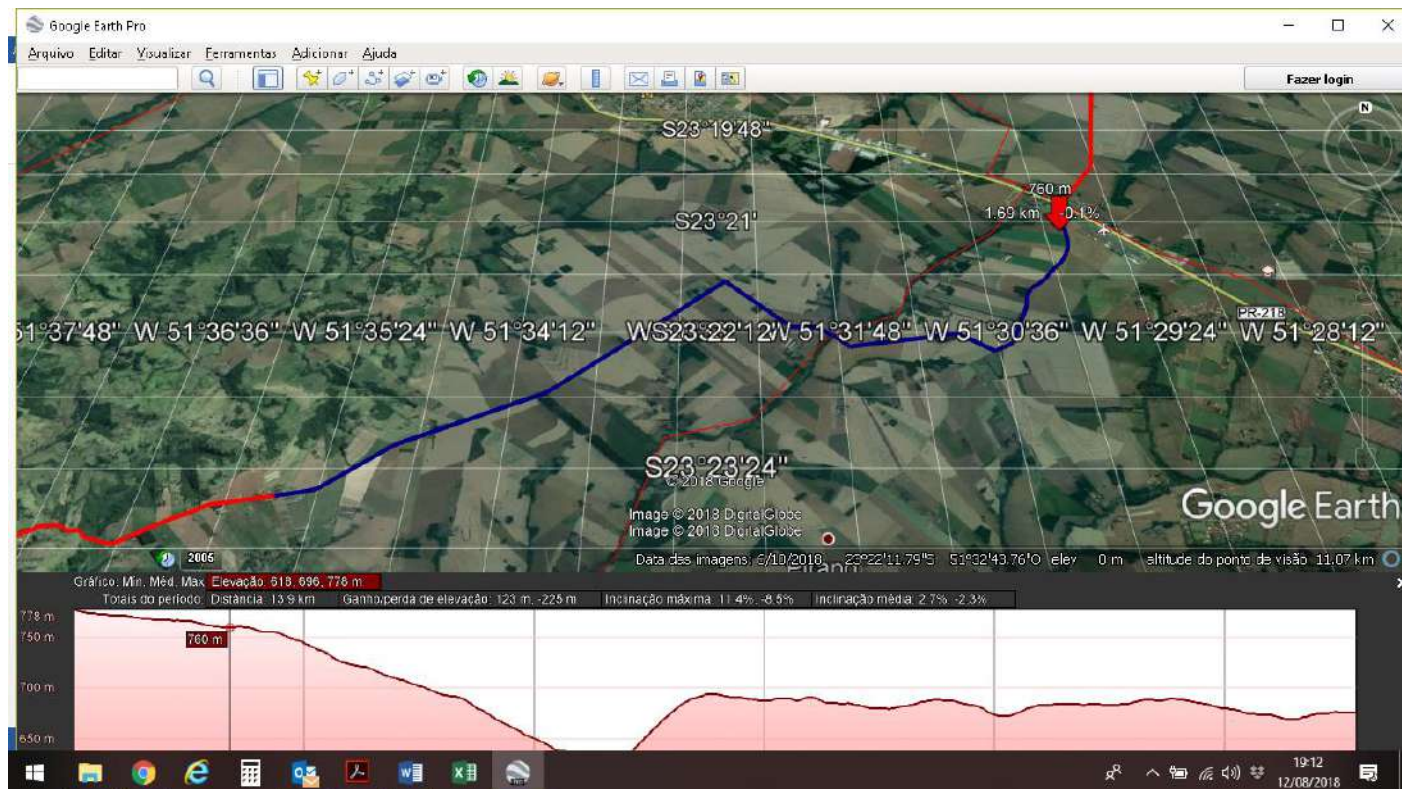 Google Earth Pro
Arquivo Editar Visualizar Ferramentas Adicionar Ajuda
Fazer login
N
S23°19'48"
760 m
1,69 km -0.1%
S23°21'
PR-218
51°37'48" W 51°36'36" W 51°35'24" W 51°34'12" W S23°22'12" W 51°31'48" W 51°30'36" W 51°29'24" W 51°28'12"
S23°23'24"
© 2018 Google
Image © 2018 DigitalGlobe
Image © 2018 DigitalGlobe
Google Earth
2005
Data das imagens: 6/10/2018 23°22'11.79"S 51°32'43.76"O elev 0 m altitude do ponto de visão 11.07 km
Gráfico: Min, Méd, Max Elevação: 618, 696, 778 m
Totais do período: Distância: 13.9 km Ganho/perda de elevação: 123 m, -225 m Inclinação máxima: 11.4%, -8.5% Inclinação média: 2.7%, -2.3%
778 m
750 m
760 m
700 m
650 m
19:12
12/08/2018